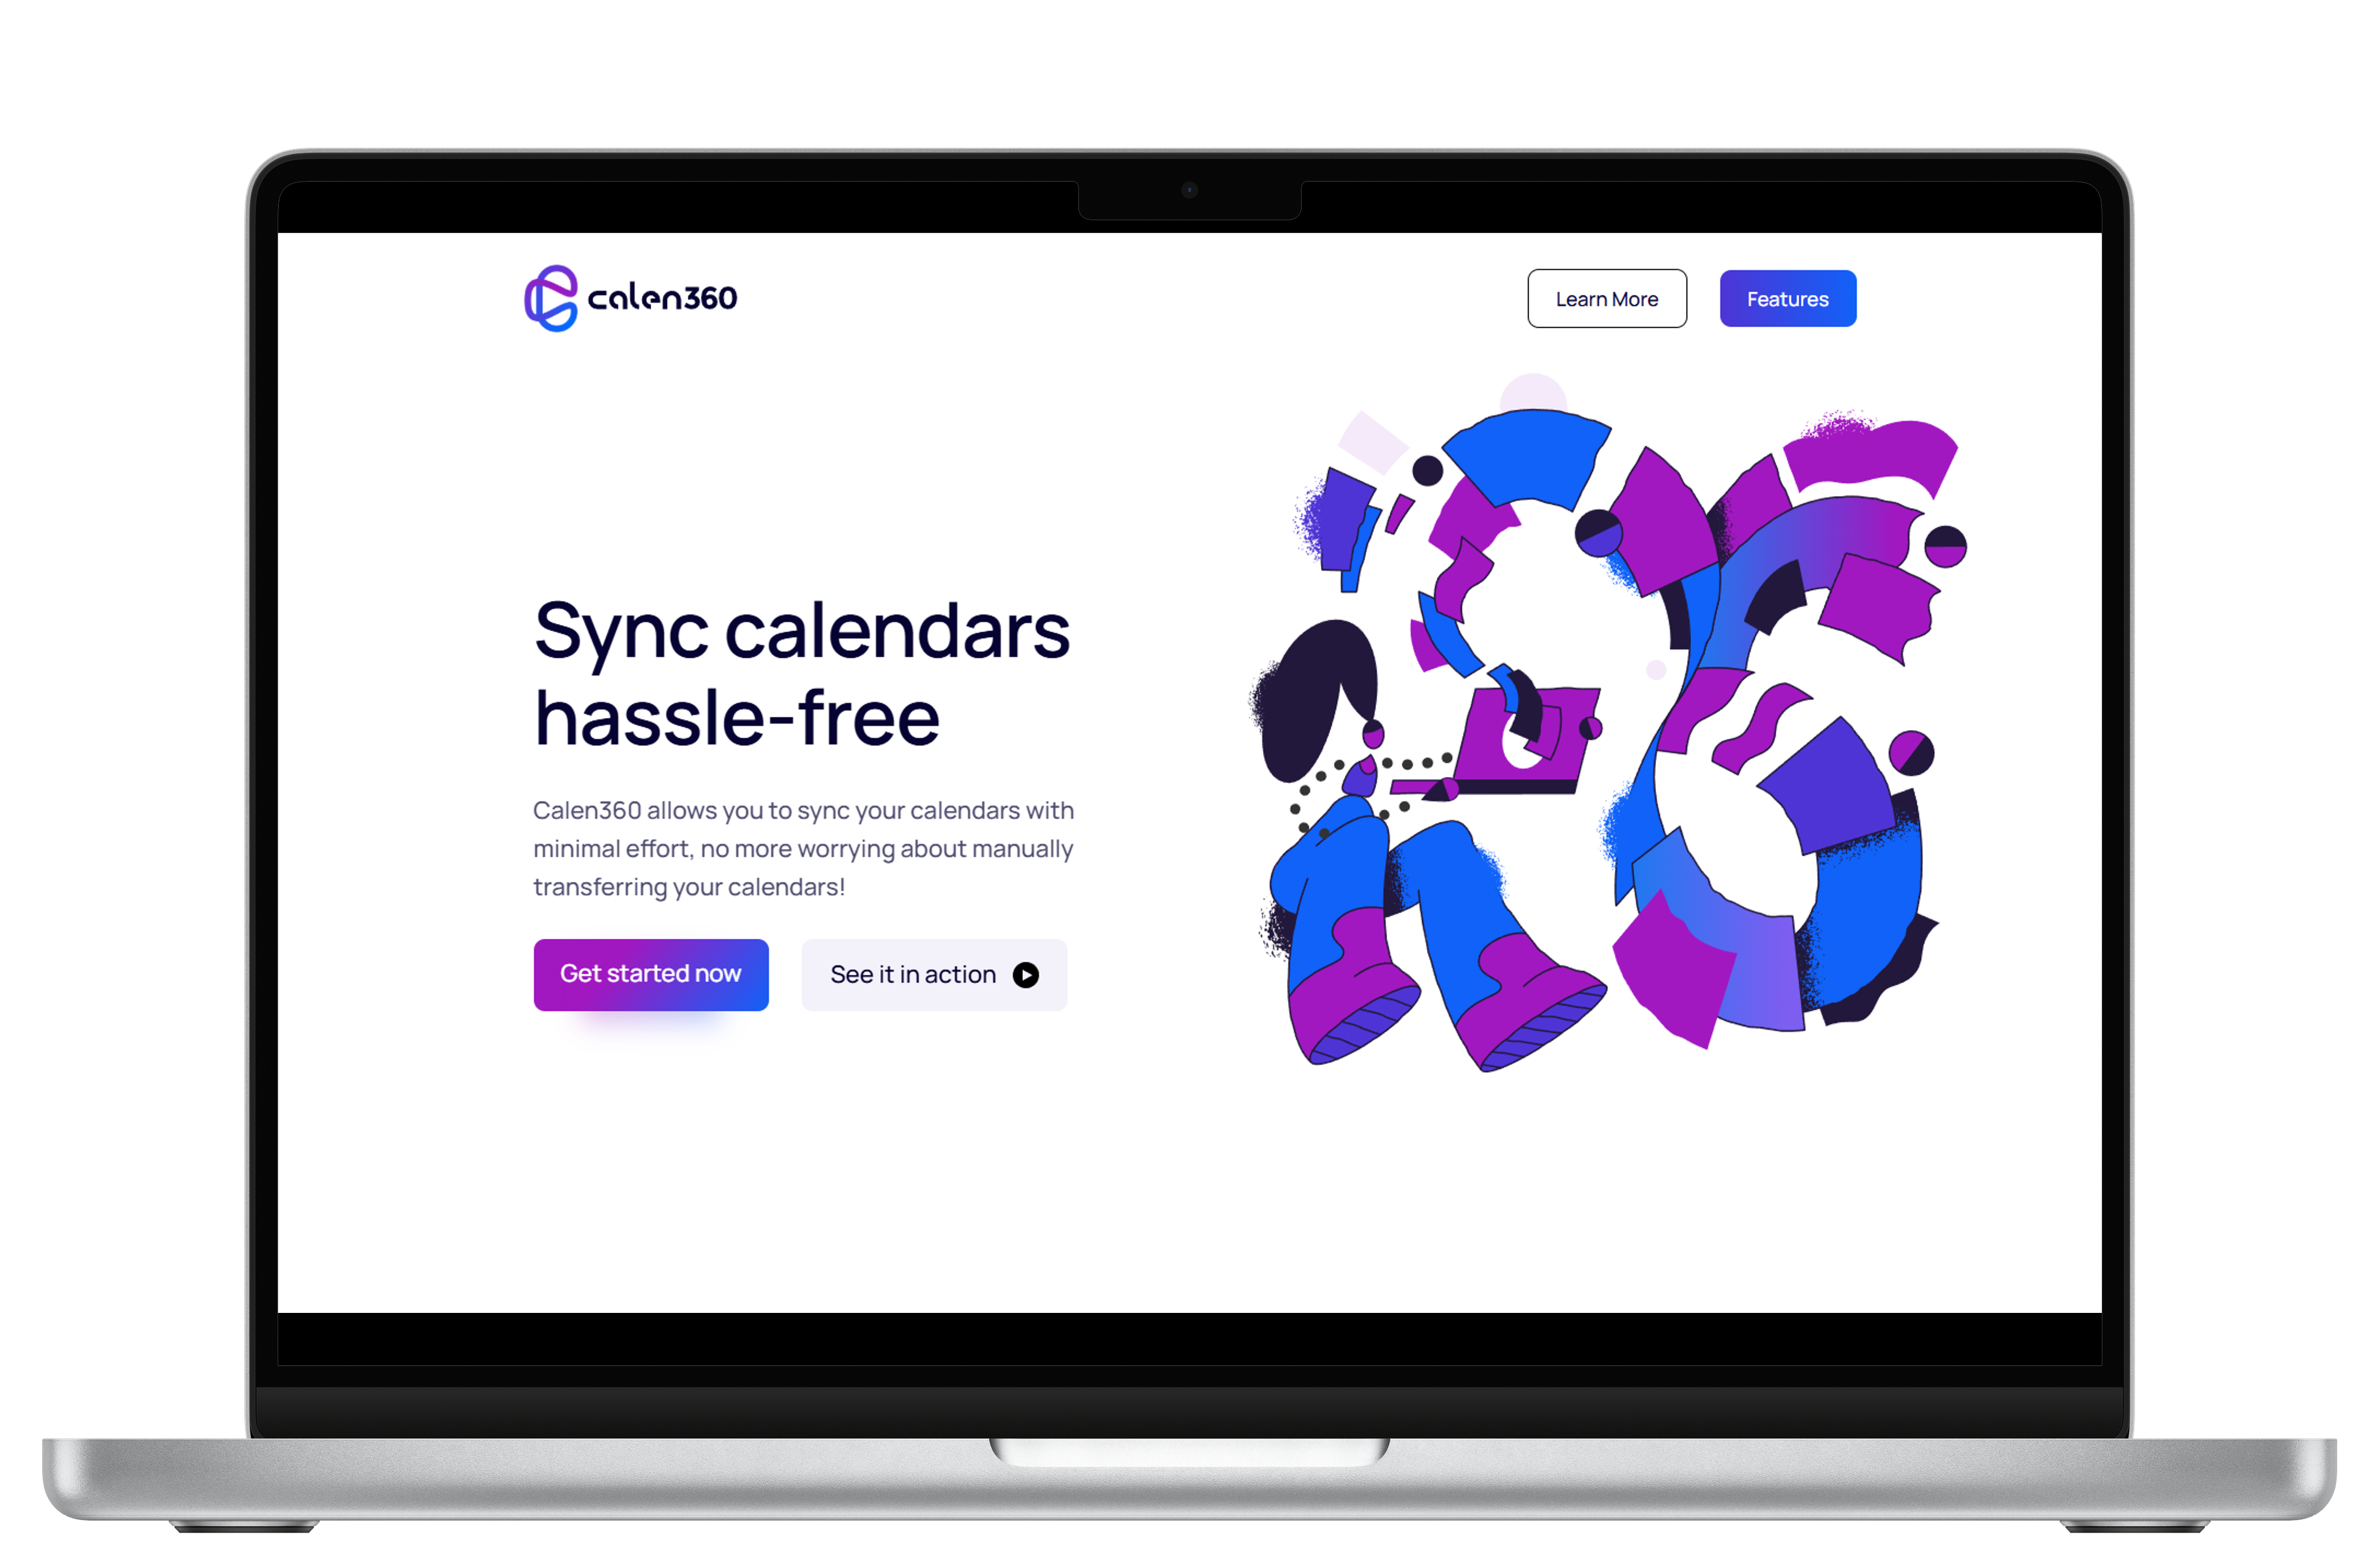 calen360
Learn More
Features
Sync calendars
hassle-free
Calen360 allows you to sync your calendars with
minimal effort, no more worrying about manually
transferring your calendars!
Get started now
See it in action